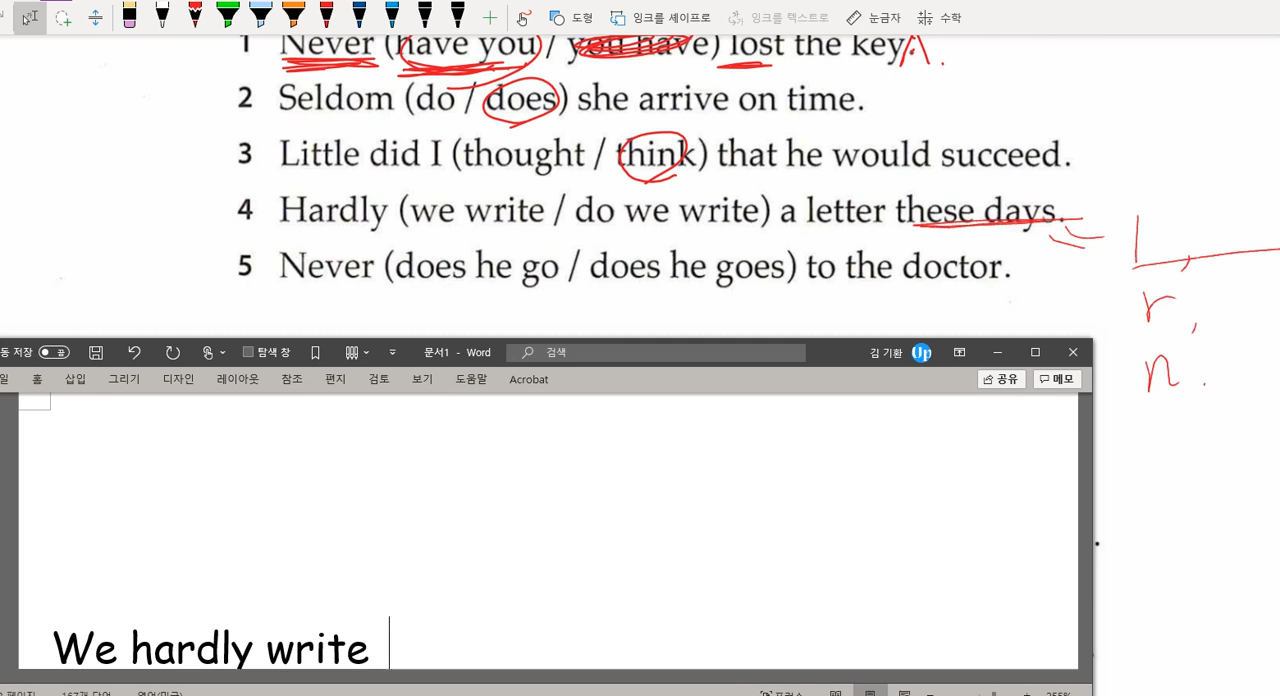 도형 잉크를 셰이프로 잉크를 텍스트로 눈금자 수학
1 Never (have you / you have) lost the key.
2 Seldom (do / does) she arrive on time.
3 Little did I (thought / think) that he would succeed.
4 Hardly (we write / do we write) a letter these days.
5 Never (does he go / does he goes) to the doctor.
r,
n.
동 저장 탐색 창 문서1 - Word 검색 김 기환 Up
일 홈 삽입 그리기 디자인 레이아웃 참조 편지 검토 보기 도움말 Acrobat 공유 메모
We hardly write